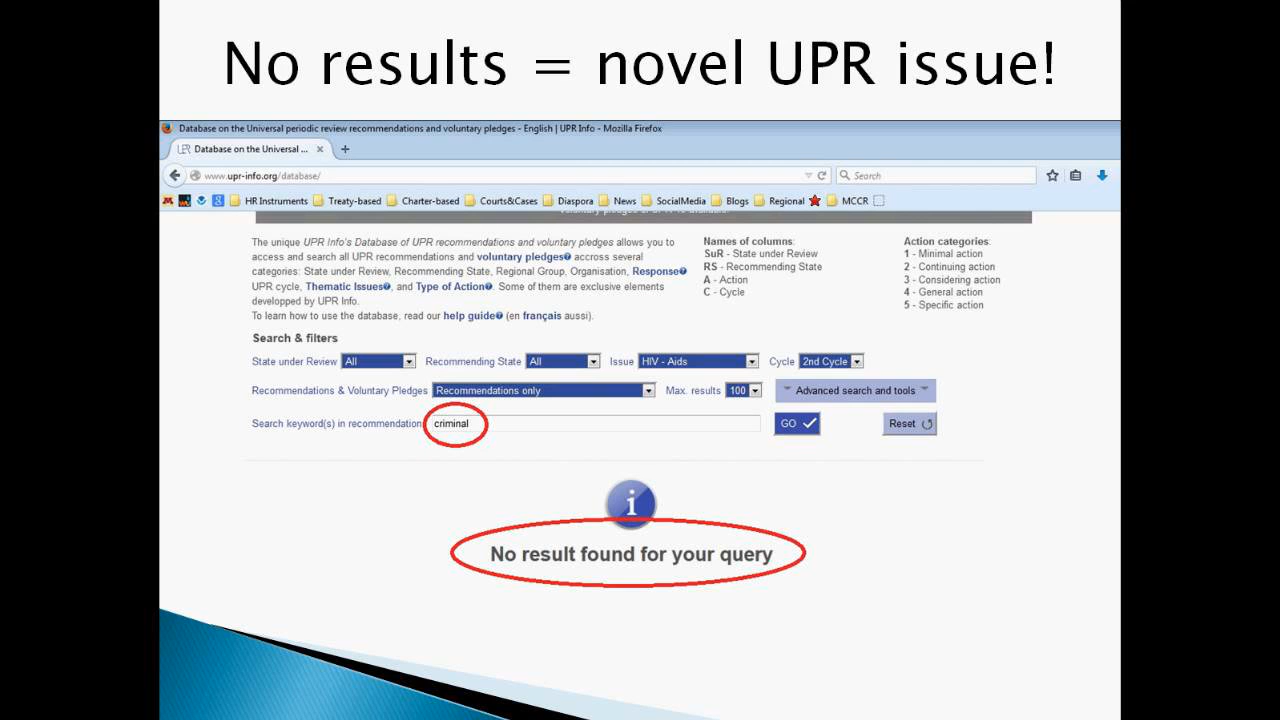 No results = novel UPR issue!
Database on the Universal periodic review recommendations and voluntary pledges - English | UPR Info - Mozilla Firefox
UPR Database on the Universal ... × +
www.upr-info.org/database/ Search
HR Instruments Treaty-based Charter-based Courts&Cases Diaspora News SocialMedia Blogs Regional MCCR
voluntary pledges
The unique UPR Info's Database of UPR recommendations and voluntary pledges allows you to
access and search all UPR recommendations and voluntary pledges accross several
categories: State under Review, Recommending State, Regional Group, Organisation, Response
UPR cycle, Thematic Issues, and Type of Action. Some of them are exclusive elements
developped by UPR Info.
To learn how to use the database, read our help guide (en français aussi).
Names of columns:
SuR - State under Review
RS - Recommending State
A - Action
C - Cycle
Action categories:
1 - Minimal action
2 - Continuing action
3 - Considering action
4 - General action
5 - Specific action
Search & filters
State under Review All Recommending State All Issue HIV - Aids Cycle 2nd Cycle
Recommendations & Voluntary Pledges Recommendations only Max. results 100 Advanced search and tools
Search keyword(s) in recommendation criminal GO Reset
i
No result found for your query